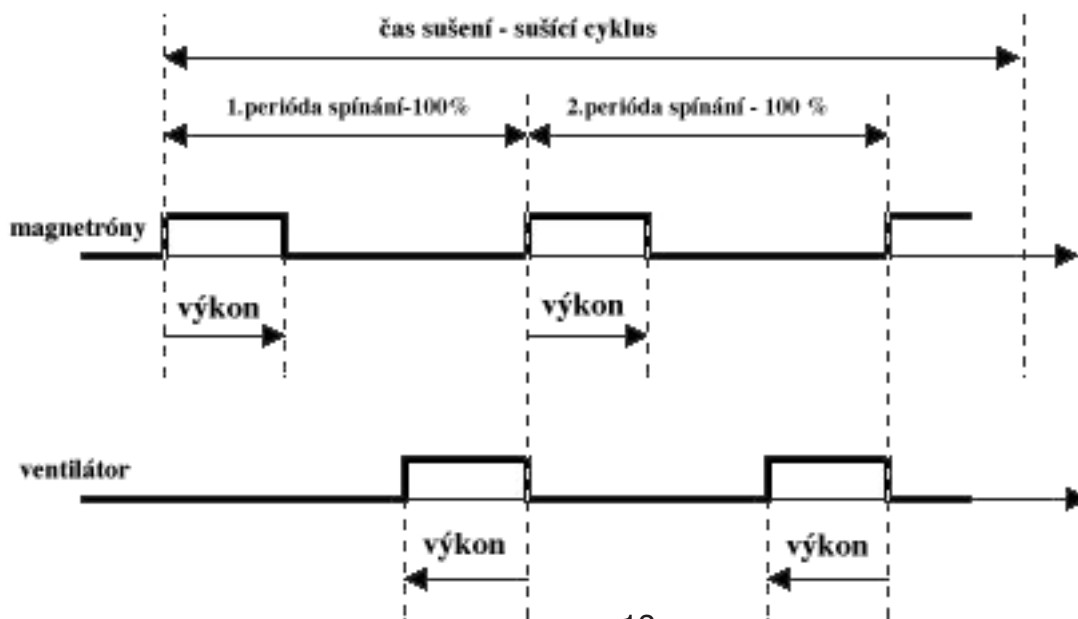 čas sušení - sušící cyklus
1.perióda spínání-100%
2.perióda spínání - 100 %
magnetróny
výkon
výkon
ventilátor
výkon
výkon